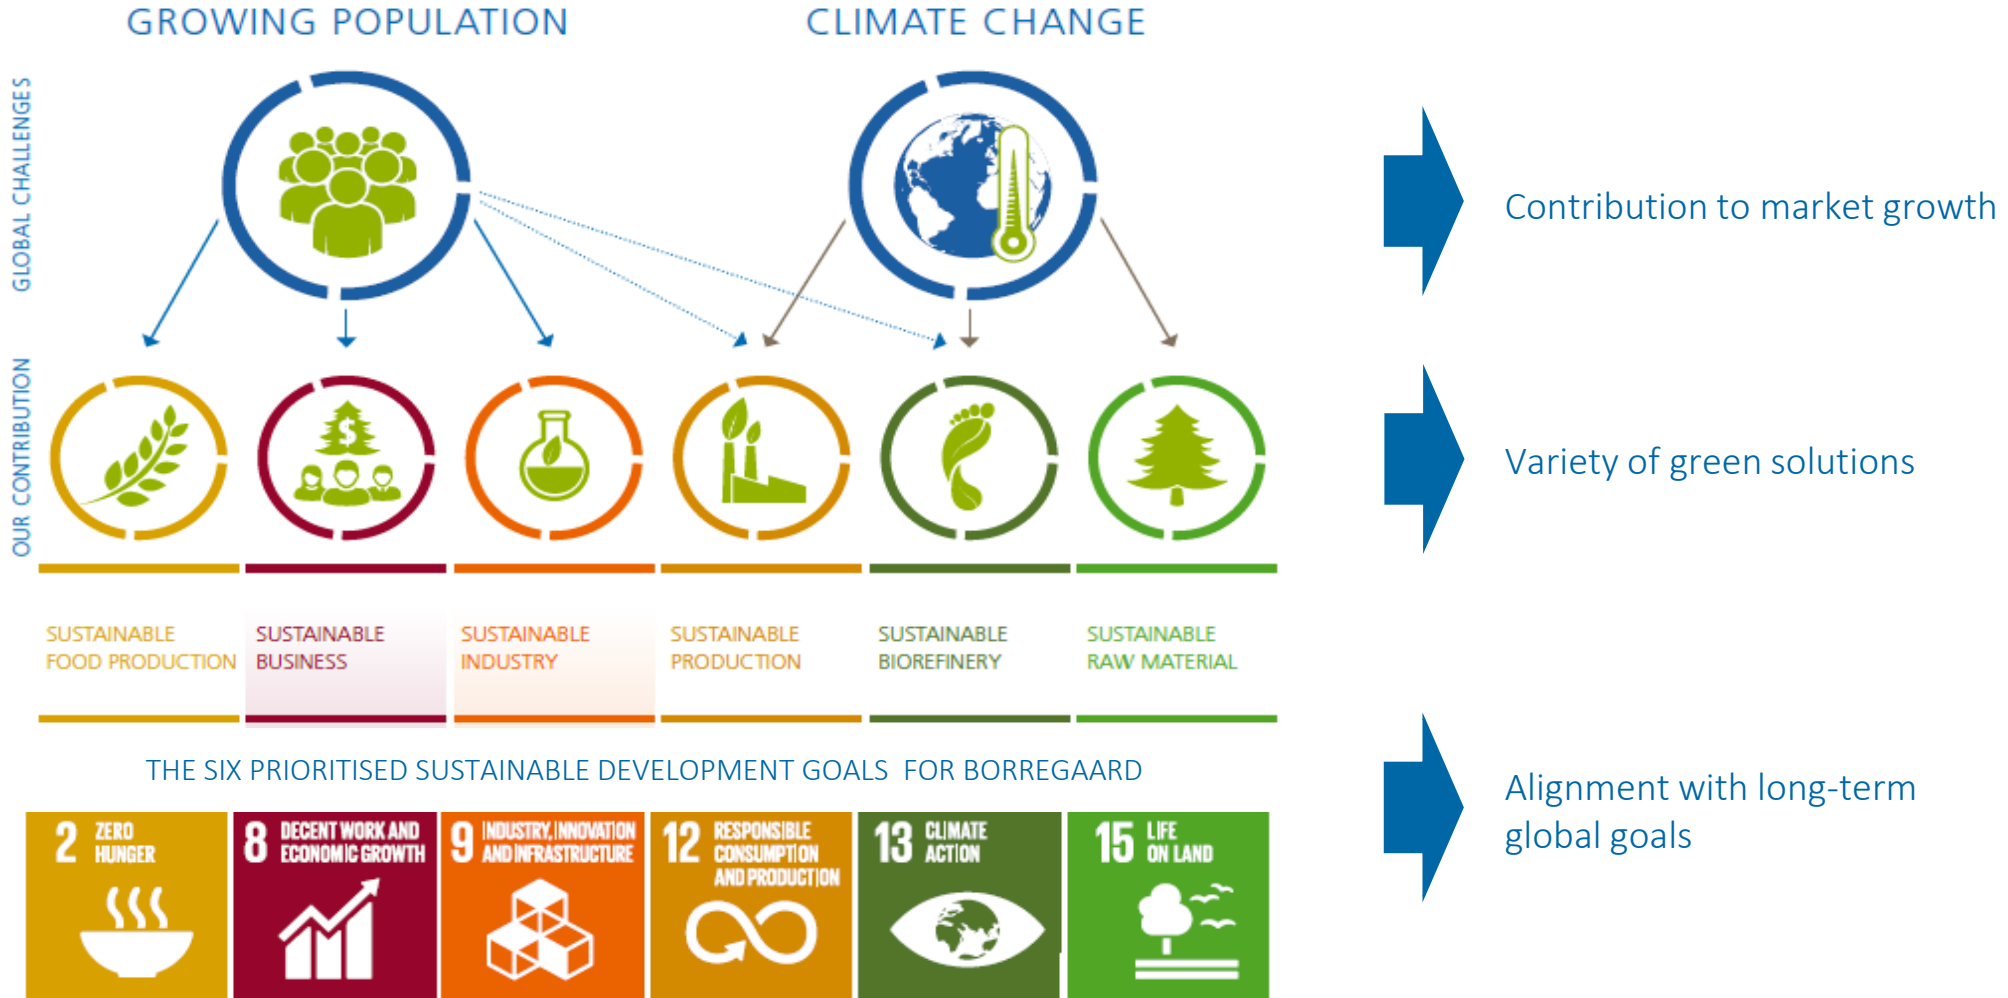 GROWING POPULATION
CLIMATE CHANGE
GLOBAL CHALLENGES
Contribution to market growth
OUR CONTRIBUTION
$
Variety of green solutions
SUSTAINABLE
FOOD PRODUCTION
SUSTAINABLE
BUSINESS
SUSTAINABLE
INDUSTRY
SUSTAINABLE
PRODUCTION
SUSTAINABLE
BIOREFINERY
SUSTAINABLE
RAW MATERIAL
THE SIX PRIORITISED SUSTAINABLE DEVELOPMENT GOALS FOR BORREGAARD
Alignment with long-term
global goals
2 ZERO
HUNGER
8 DECENT WORK AND
ECONOMIC GROWTH
9 INDUSTRY, INNOVATION
AND INFRASTRUCTURE
12 RESPONSIBLE
CONSUMPTION
AND PRODUCTION
13 CLIMATE
ACTION
15 LIFE
ON LAND